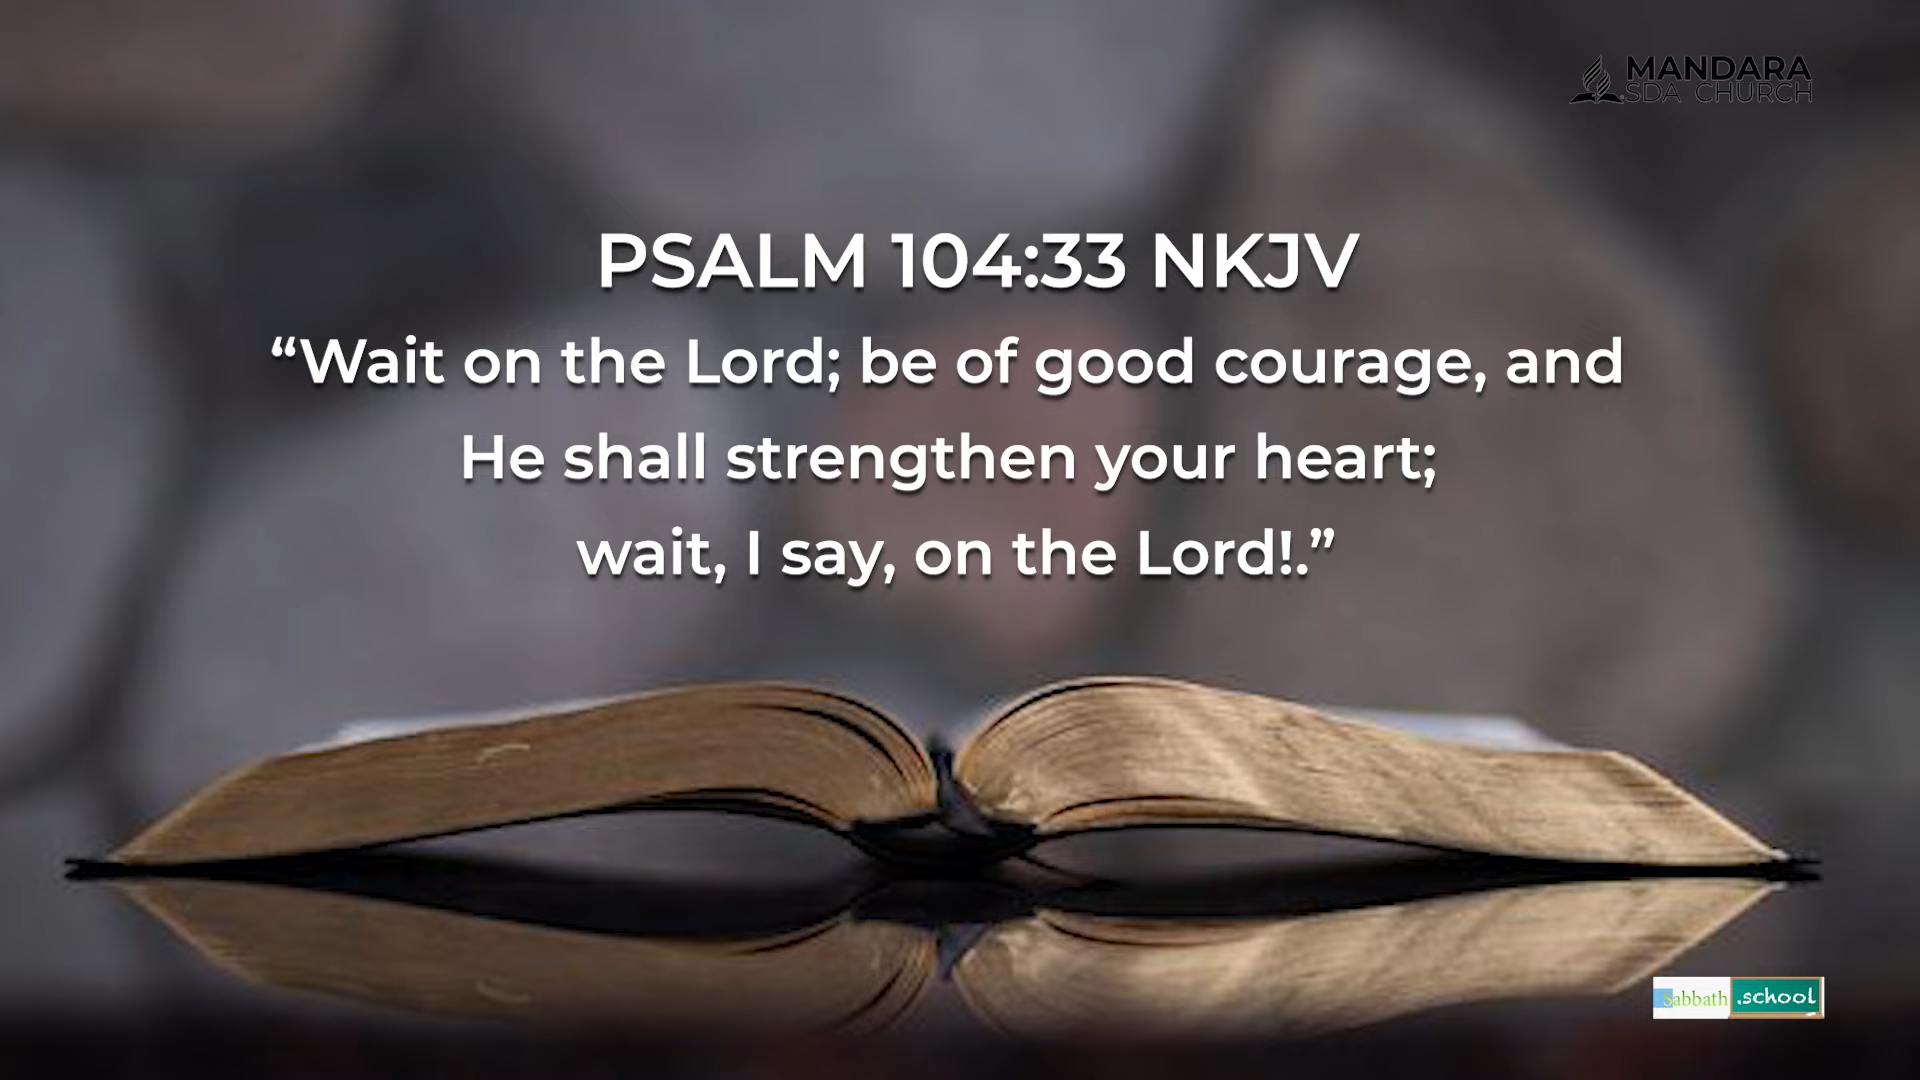 MANDARA
SDA CHURCH
PSALM 104:33 NKJV
“Wait on the Lord; be of good courage, and
He shall strengthen your heart;
wait, I say, on the Lord!.”
Sabbath .school